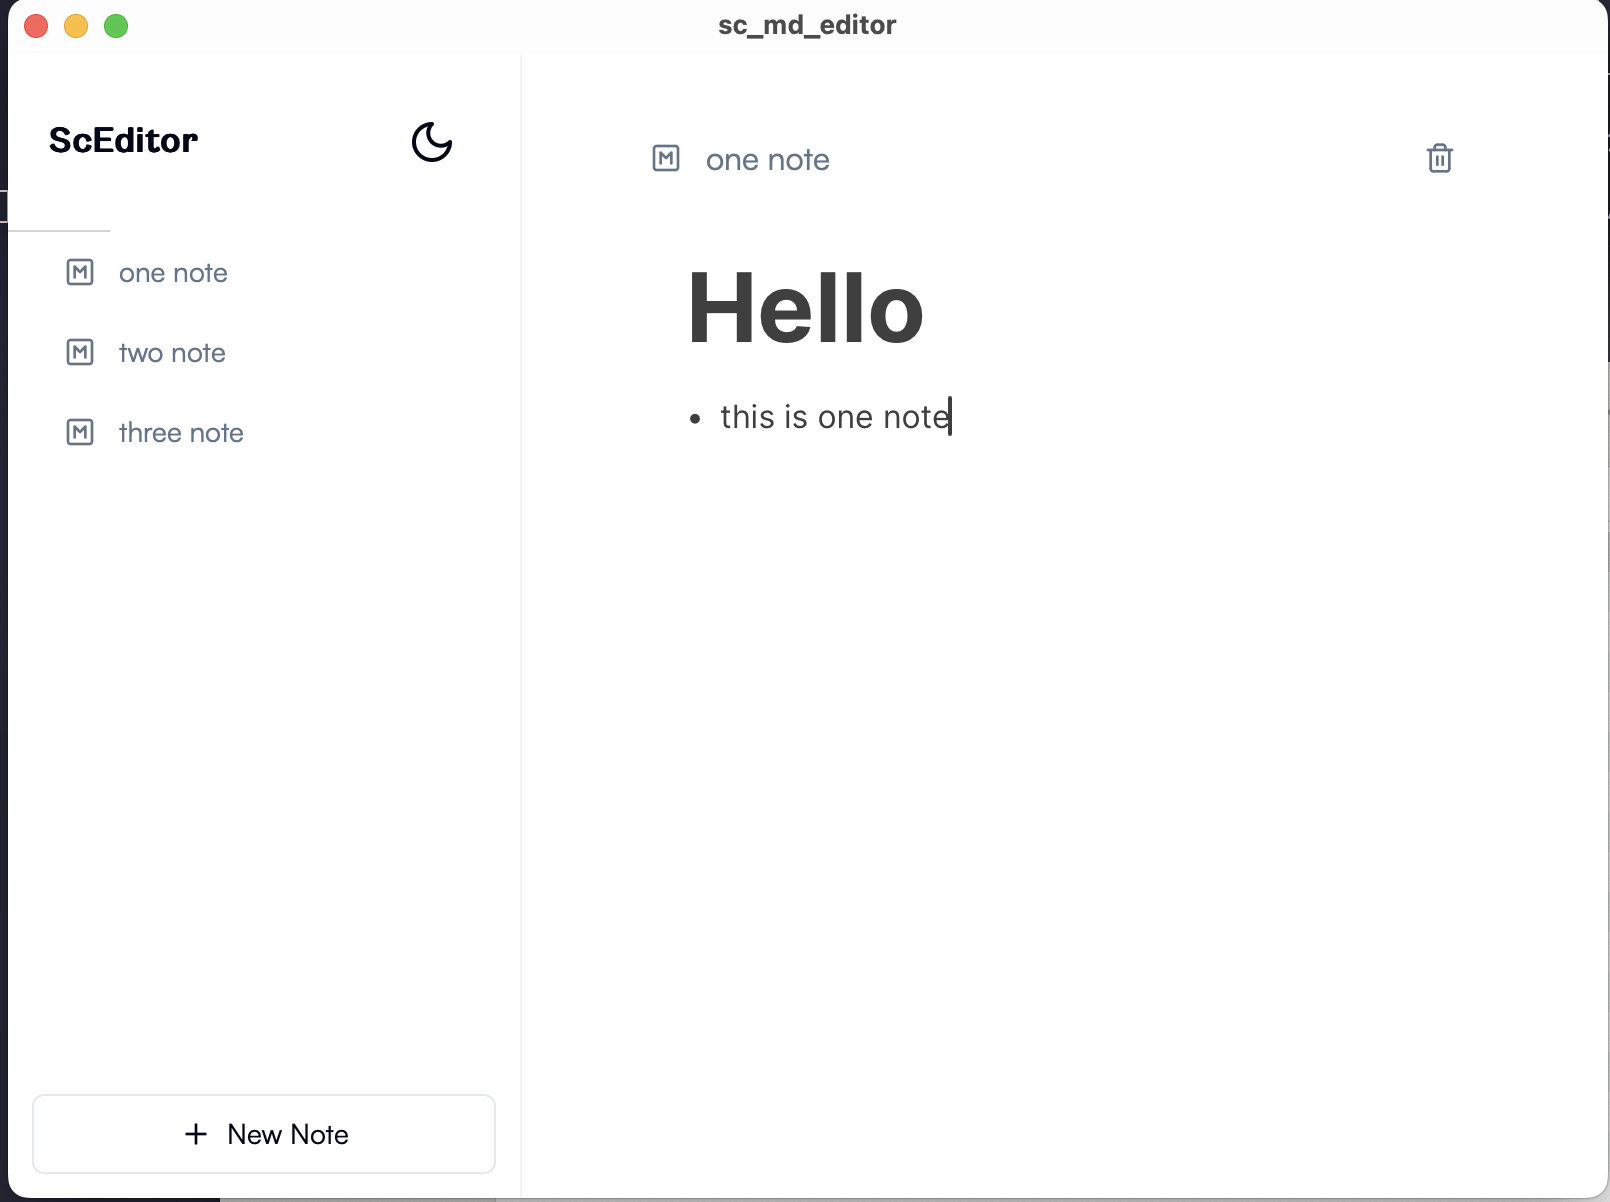 sc_md_editor
ScEditor
one note
two note
three note
New Note
one note
Hello
this is one note